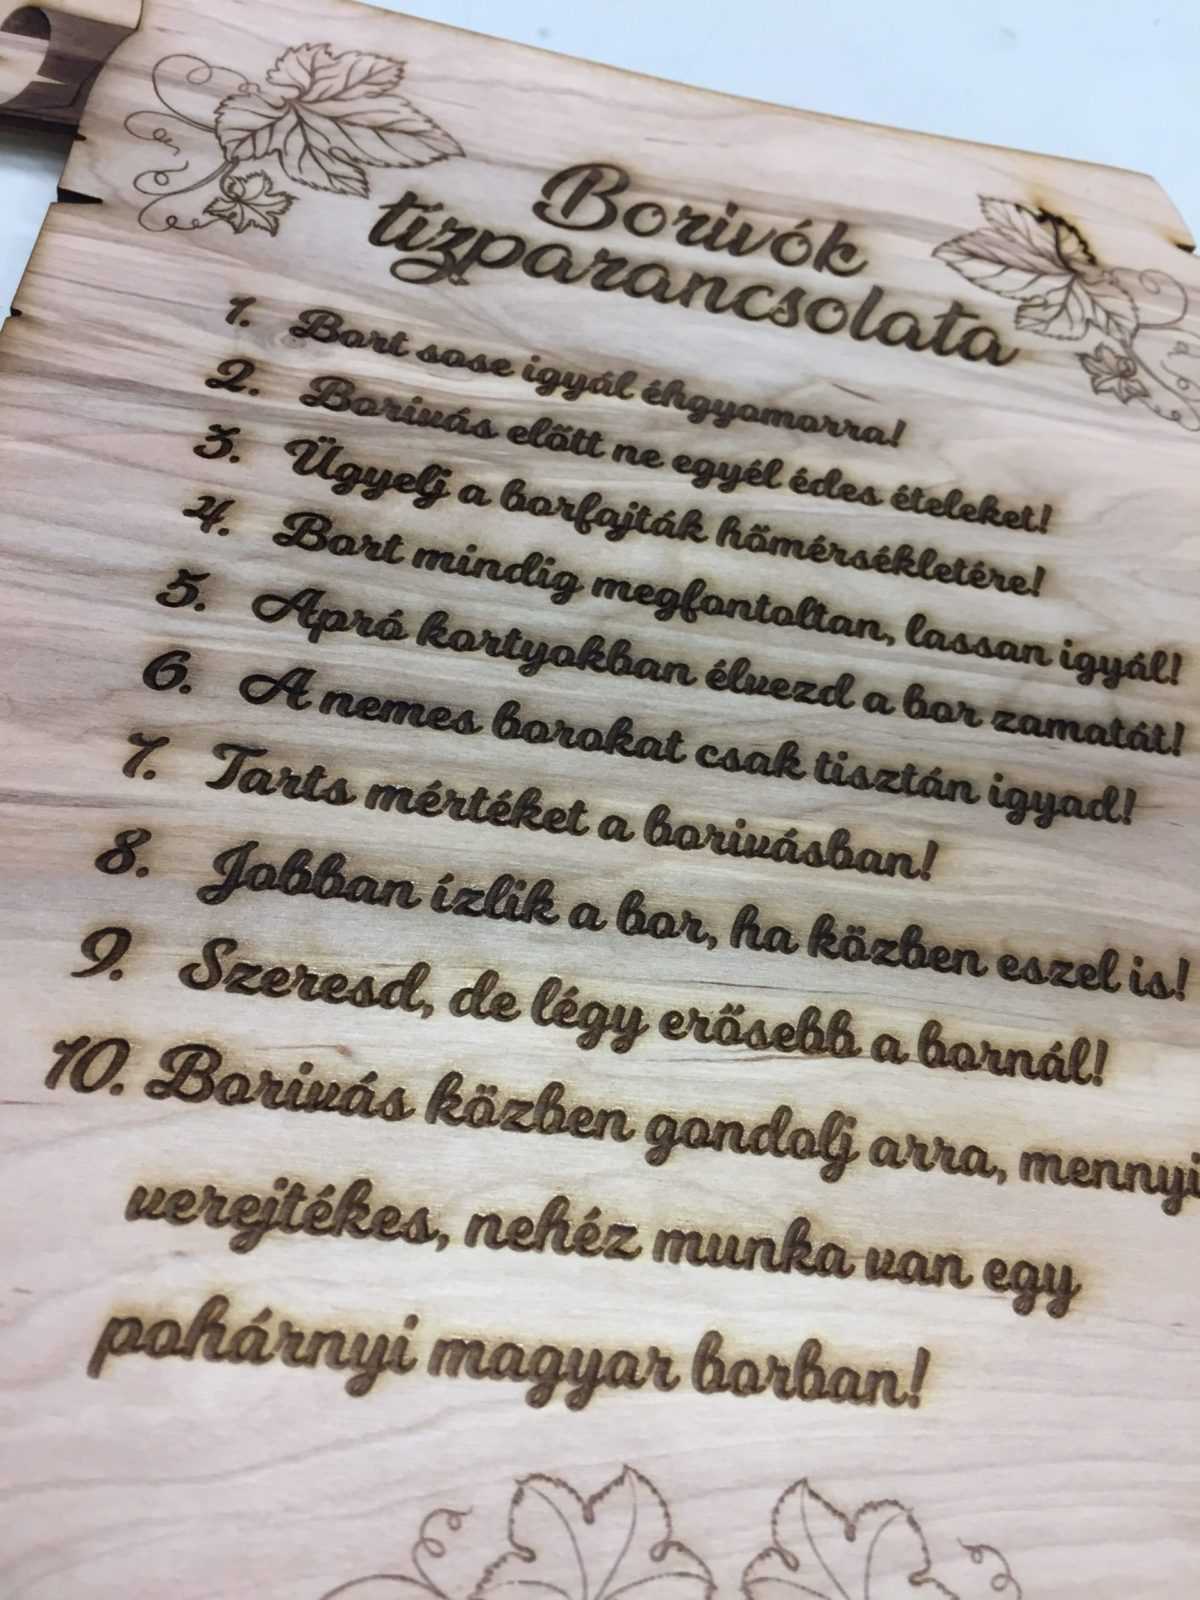 Borivók
tízparancsolata
1. Bort sose igyál éhgyomorra!
2. Borivás előtt ne egyél édes ételeket!
3. Ügyelj a borfajták hőmérsékletére!
4. Bort mindig megfontoltan, lassan igyál!
5. Apró kortyokban élvezd a bor zamatát!
6. A nemes borokat csak tisztán igyad!
7. Tarts mértéket a borivásban!
8. Jobban ízlik a bor, ha közben eszel is!
9. Szeresd, de légy erősebb a bornál!
10. Borivás közben gondolj arra, mennyi
verejtékes, nehéz munka van egy
pohárnyi magyar borban!